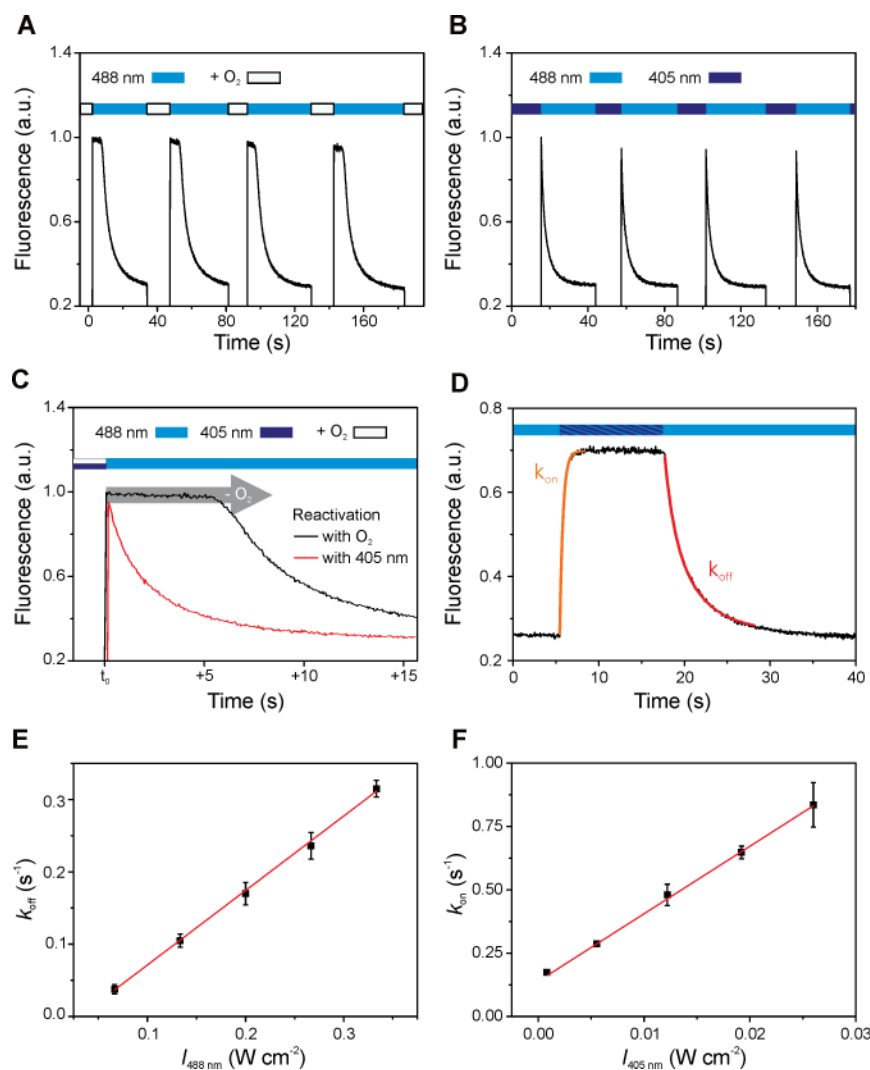 A
488 nm + O₂
1.4
1.0
0.6
0.2
Fluorescence (a.u.)
0 40 80 120 160
Time (s)
B
488 nm 405 nm
1.4
1.0
0.6
0.2
Fluorescence (a.u.)
0 40 80 120 160
Time (s)
C
488 nm 405 nm + O₂
1.4
1.0
0.6
0.2
Fluorescence (a.u.)
- O₂
Reactivation
with O₂
with 405 nm
t₀ +5 +10 +15
Time (s)
D
0.8
0.6
0.4
0.2
Fluorescence (a.u.)
k_on
k_off
0 10 20 30 40
Time (s)
E
0.3
0.2
0.1
0.0
k_off (s⁻¹)
0.1 0.2 0.3
I_488 nm (W cm⁻²)
F
1.00
0.75
0.50
0.25
0.00
k_on (s⁻¹)
0.00 0.01 0.02 0.03
I_405 nm (W cm⁻²)